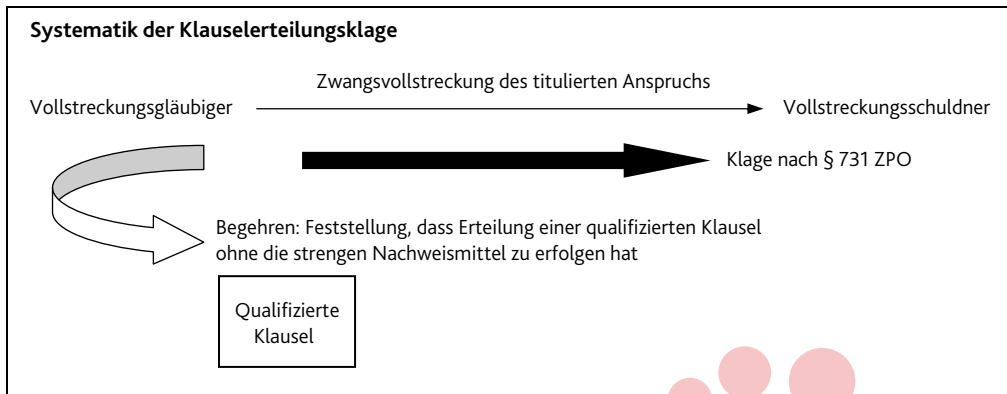 Systematik der Klauselerteilungsklage
Zwangsvollstreckung des titulierten Anspruchs
Vollstreckungsgläubiger
Vollstreckungsschuldner
Klage nach § 731 ZPO
Begehren: Feststellung, dass Erteilung einer qualifizierten Klausel
ohne die strengen Nachweismittel zu erfolgen hat
Qualifizierte
Klausel